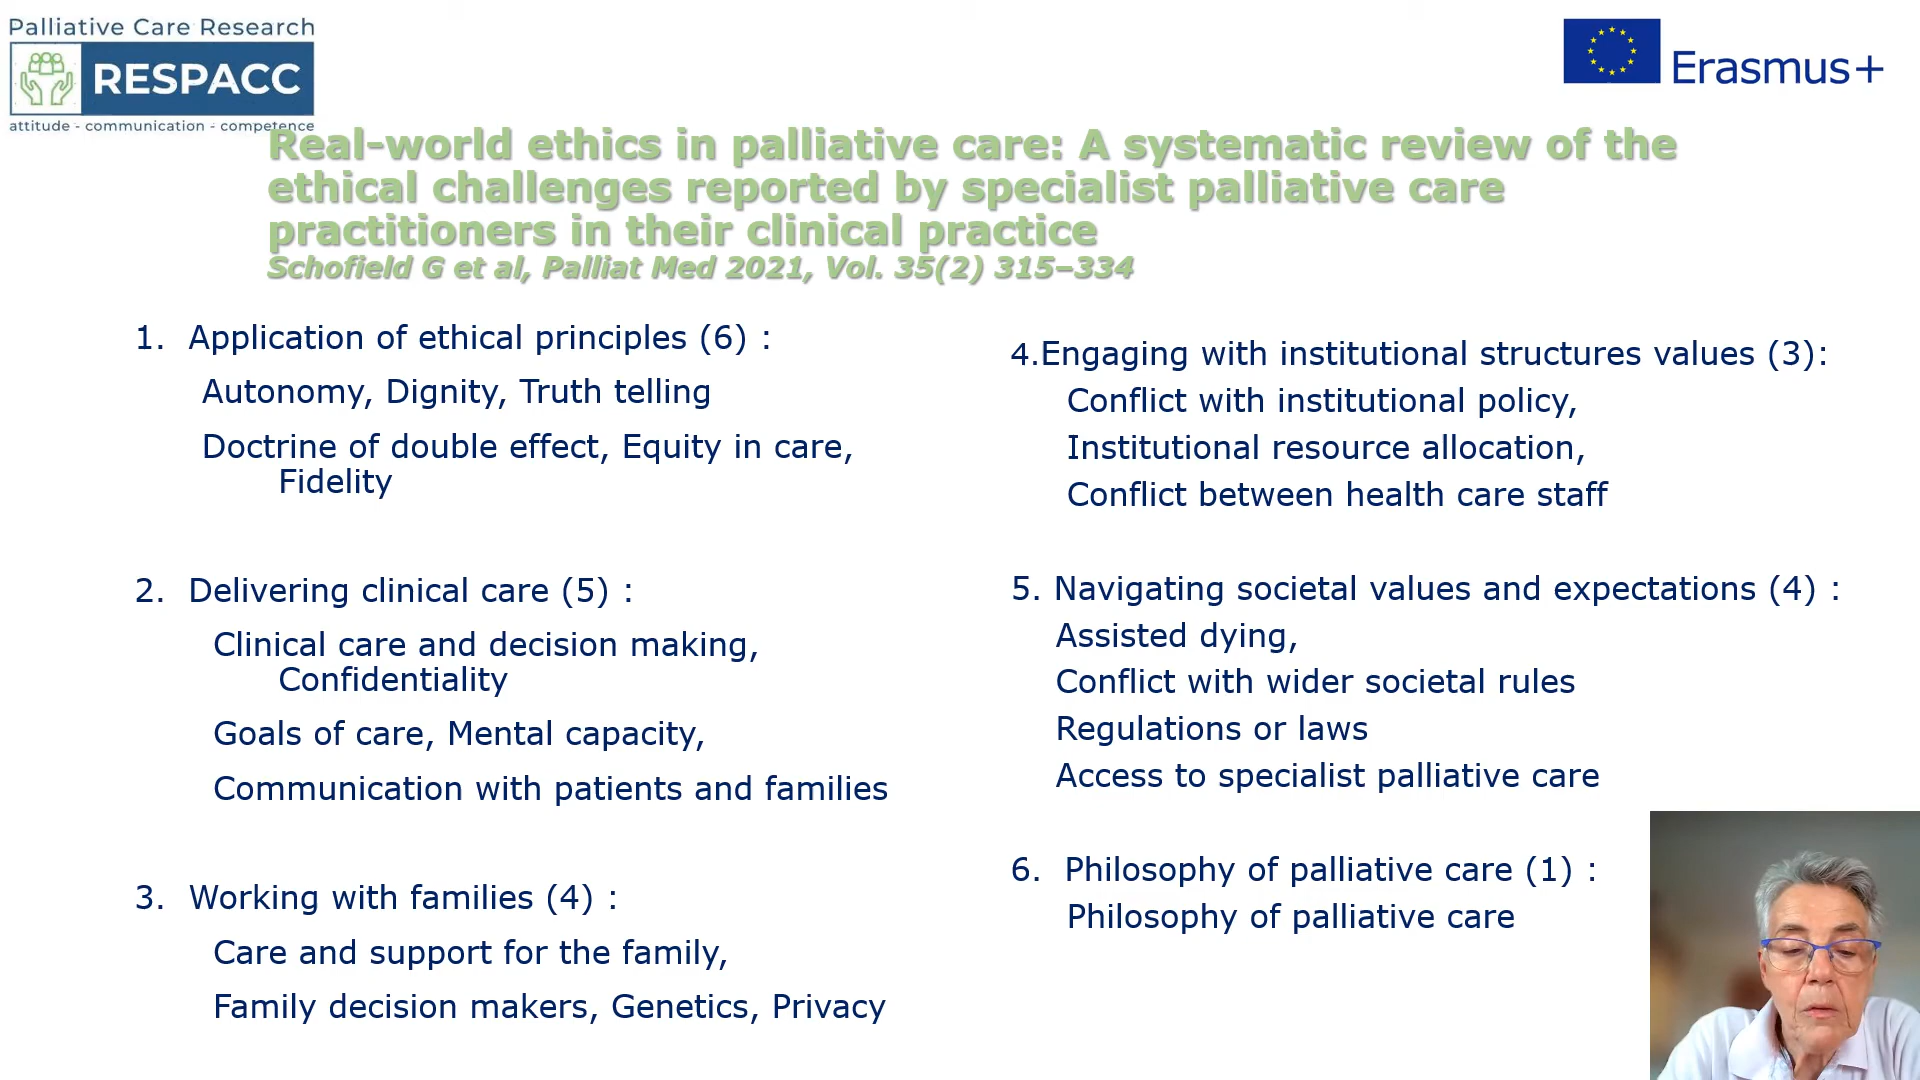 Palliative Care Research
RESPACC
attitude - communication - competence
Erasmus+
Real-world ethics in palliative care: A systematic review of the
ethical challenges reported by specialist palliative care
practitioners in their clinical practice
Schofield G et al, Palliat Med 2021, Vol. 35(2) 315–334
1. Application of ethical principles (6) :
Autonomy, Dignity, Truth telling
Doctrine of double effect, Equity in care,
Fidelity
2. Delivering clinical care (5) :
Clinical care and decision making,
Confidentiality
Goals of care, Mental capacity,
Communication with patients and families
3. Working with families (4) :
Care and support for the family,
Family decision makers, Genetics, Privacy
4.Engaging with institutional structures values (3):
Conflict with institutional policy,
Institutional resource allocation,
Conflict between health care staff
5. Navigating societal values and expectations (4) :
Assisted dying,
Conflict with wider societal rules
Regulations or laws
Access to specialist palliative care
6. Philosophy of palliative care (1) :
Philosophy of palliative care